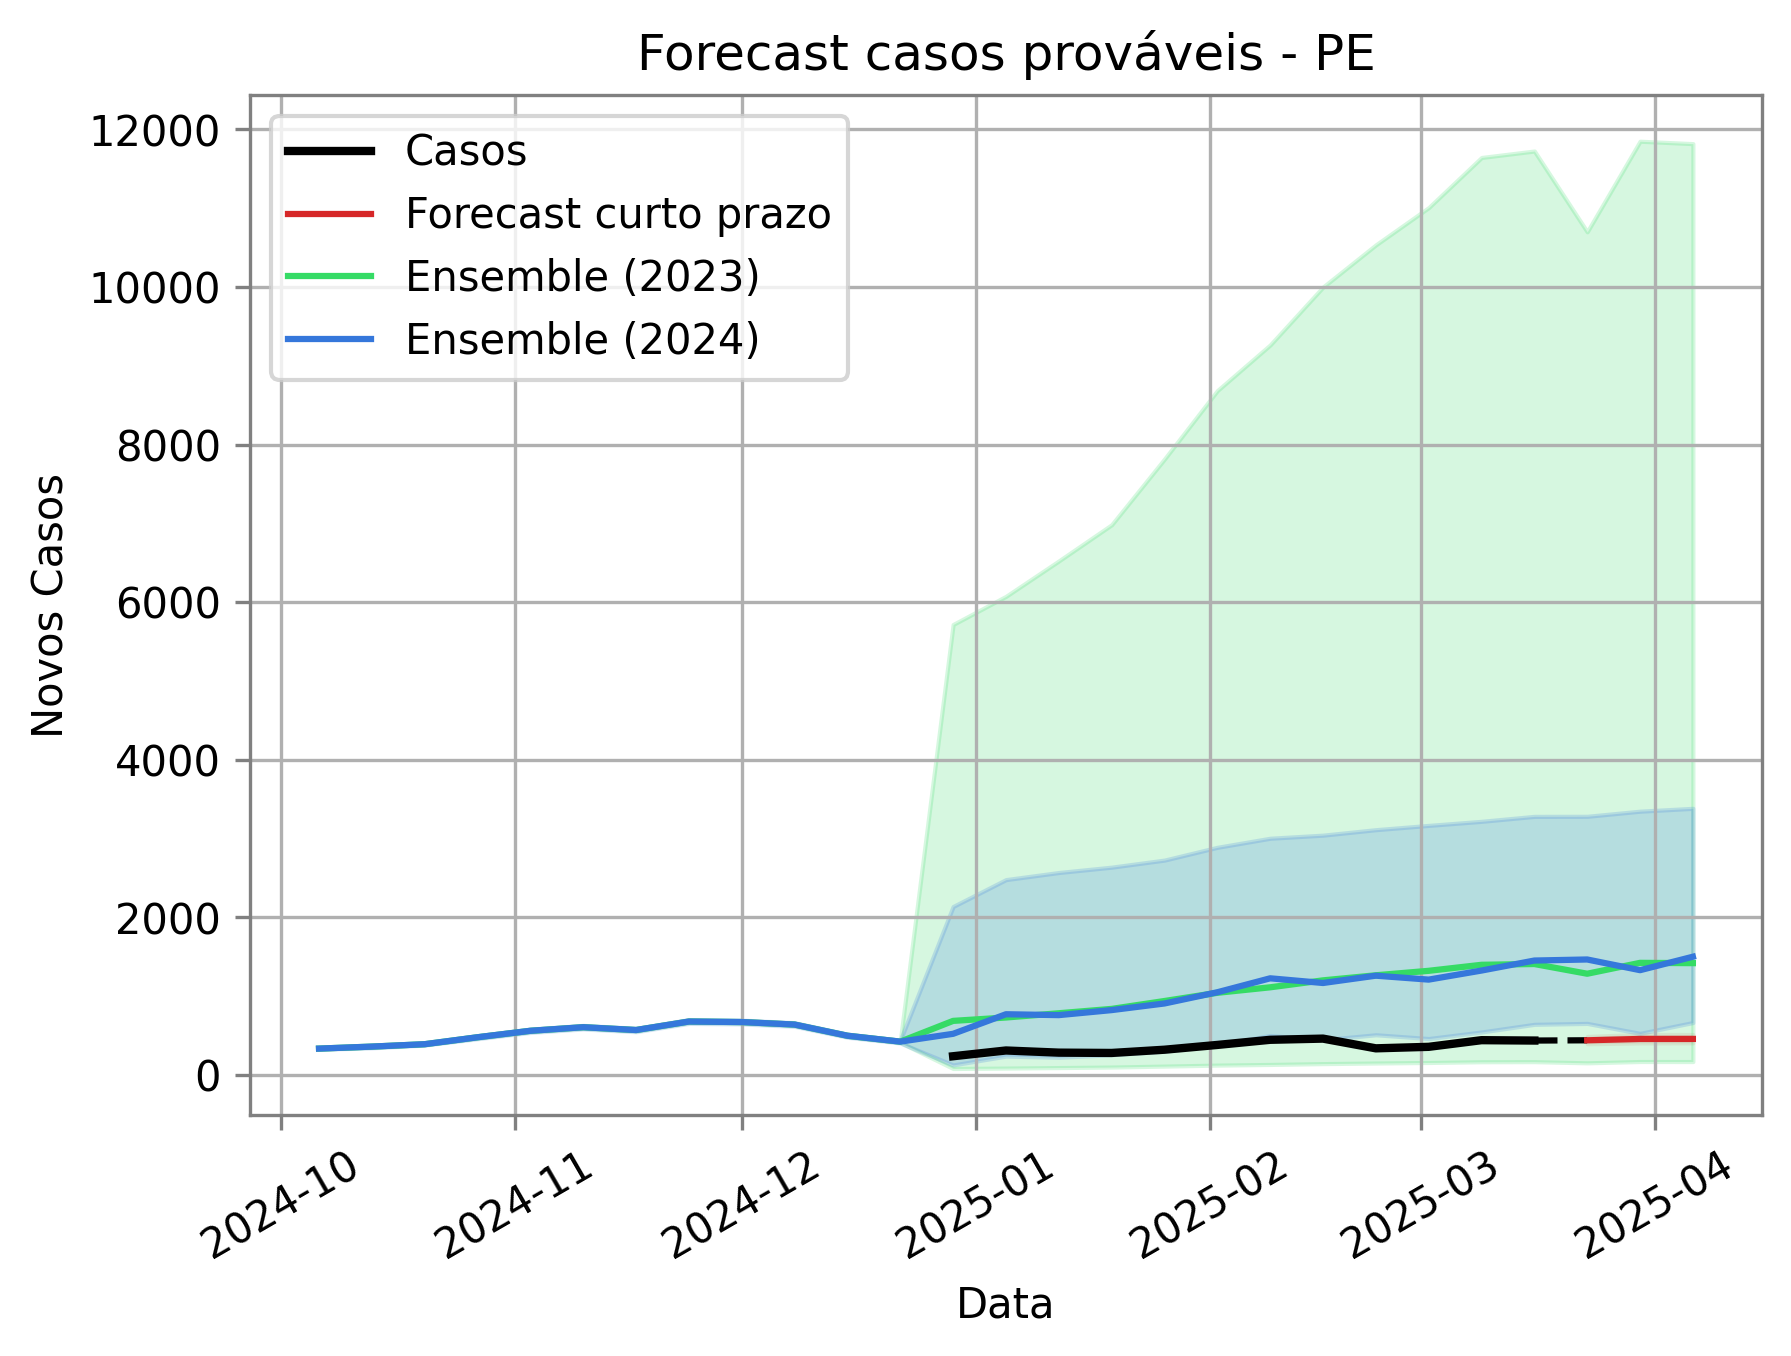 Forecast casos prováveis - PE
12000
10000
8000
6000
4000
2000
0
Novos Casos
Casos
Forecast curto prazo
Ensemble (2023)
Ensemble (2024)
2024-10
2024-11
2024-12
2025-01
2025-02
2025-03
2025-04
Data